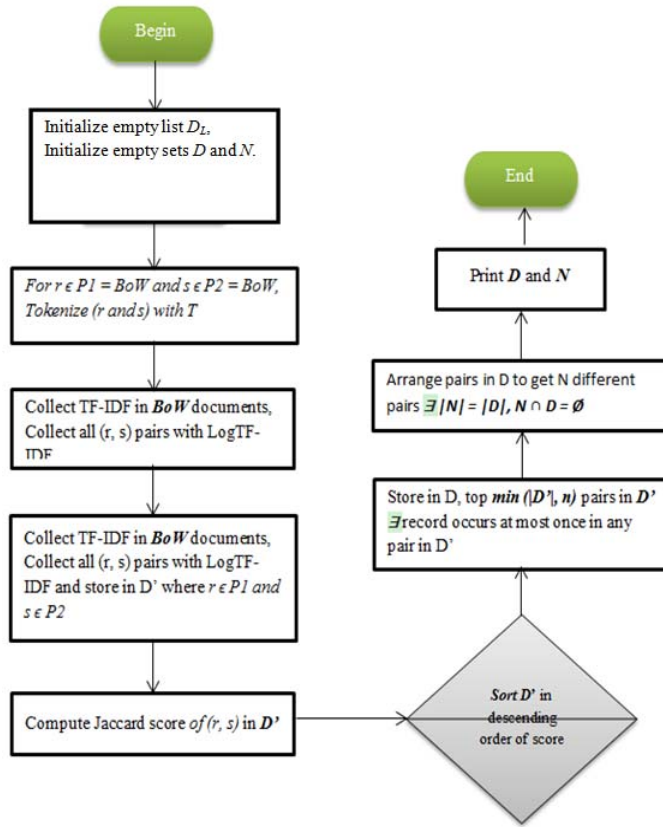 Begin
Initialize empty list D_L,
Initialize empty sets D and N.
For r ϵ P1 = BoW and s ϵ P2 = BoW,
Tokenize (r and s) with T
Collect TF-IDF in BoW documents,
Collect all (r, s) pairs with LogTF-
IDF
Collect TF-IDF in BoW documents,
Collect all (r, s) pairs with LogTF-
IDF and store in D’ where r ϵ P1 and
s ϵ P2
Compute Jaccard score of (r, s) in D’
Sort D’ in
descending
order of score
Store in D, top min (|D’|, n) pairs in D’
∃ record occurs at most once in any
pair in D’
Arrange pairs in D to get N different
pairs ∃ |N| = |D|, N ∩ D = Ø
Print D and N
End